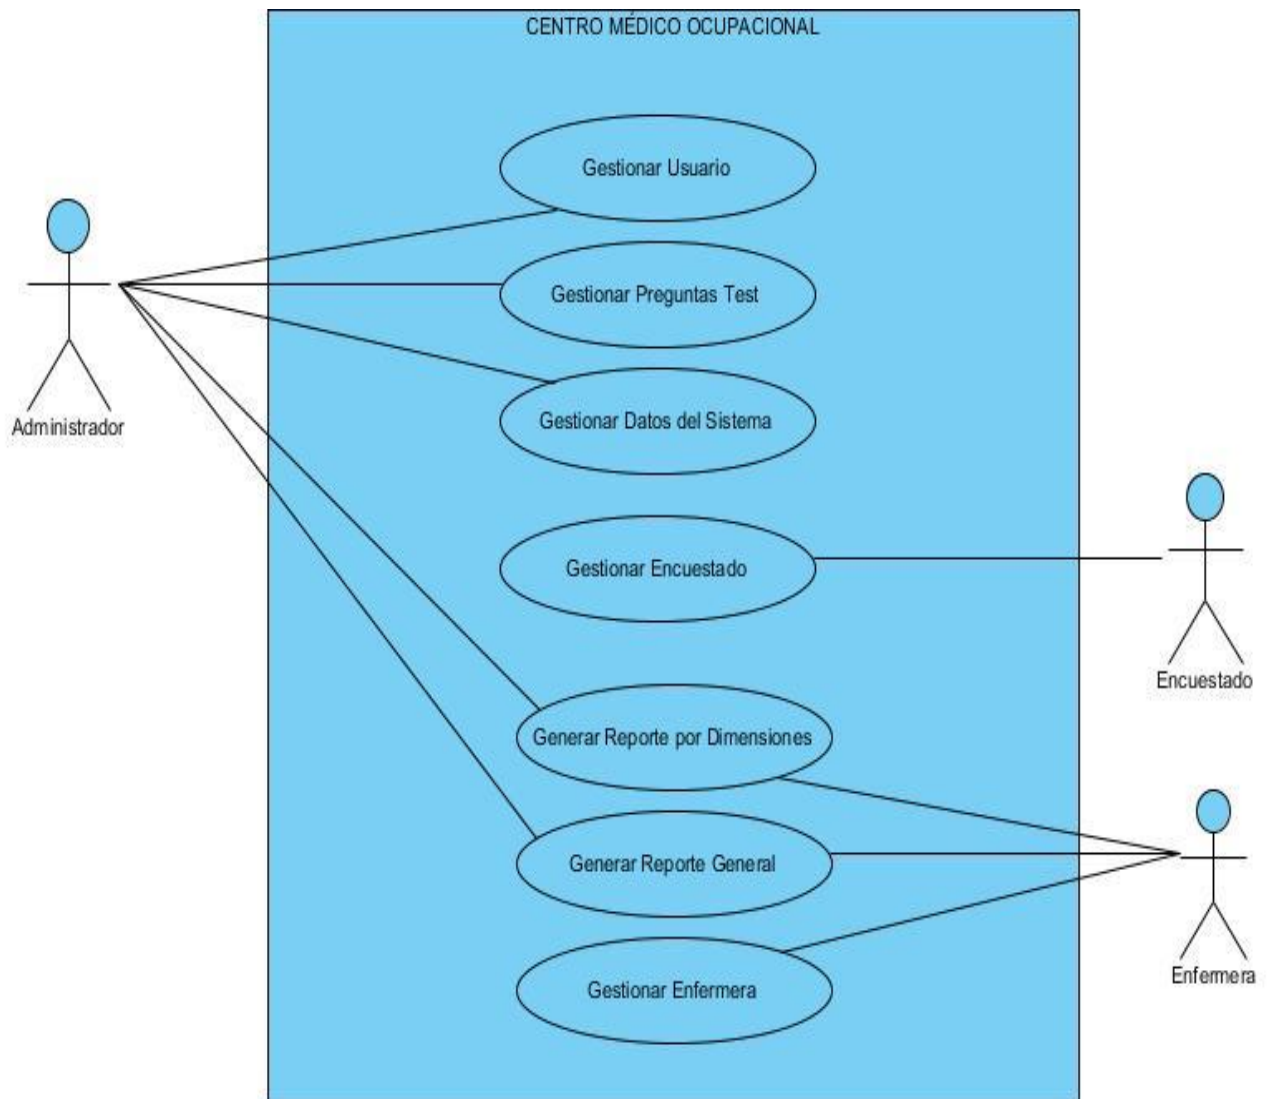 CENTRO MÉDICO OCUPACIONAL
Gestionar Usuario
Gestionar Preguntas Test
Gestionar Datos del Sistema
Administrador
Gestionar Encuestado
Encuestado
Generar Reporte por Dimensiones
Generar Reporte General
Enfermera
Gestionar Enfermera